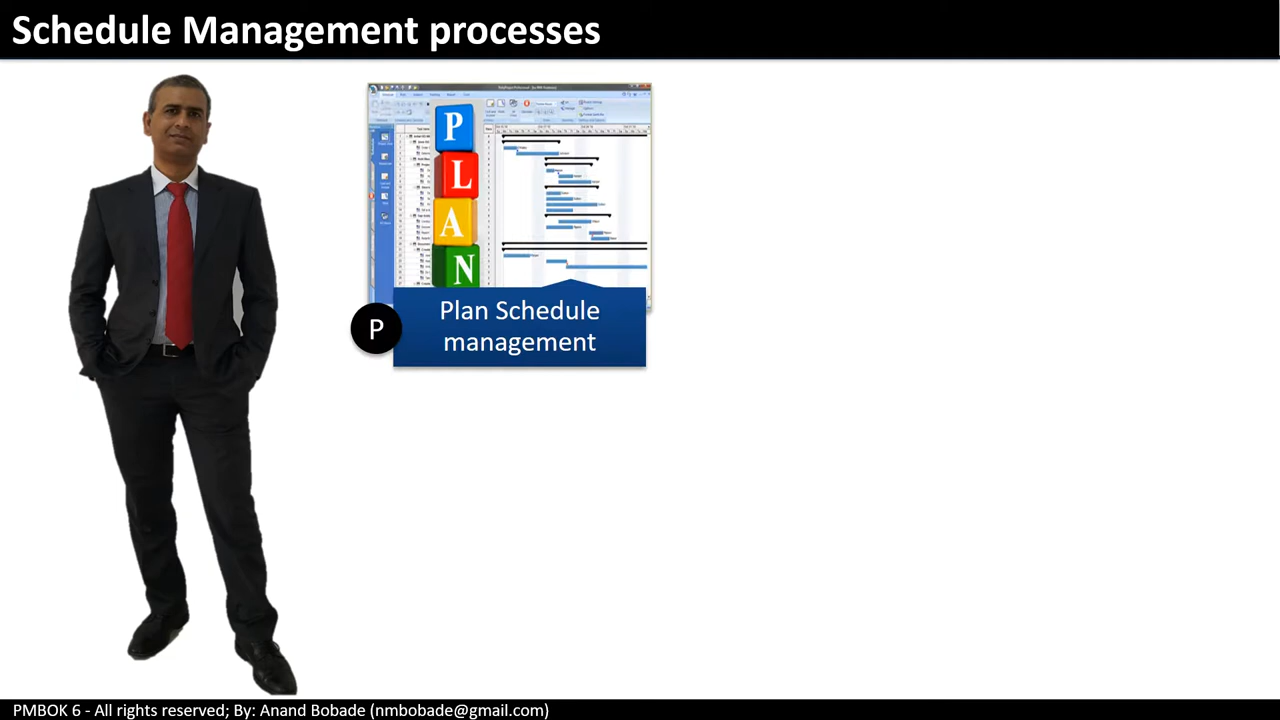 Schedule Management processes
P
L
A
N
Plan Schedule
management
P
PMBOK 6 - All rights reserved; By: Anand Bobade (nmbobade@gmail.com)